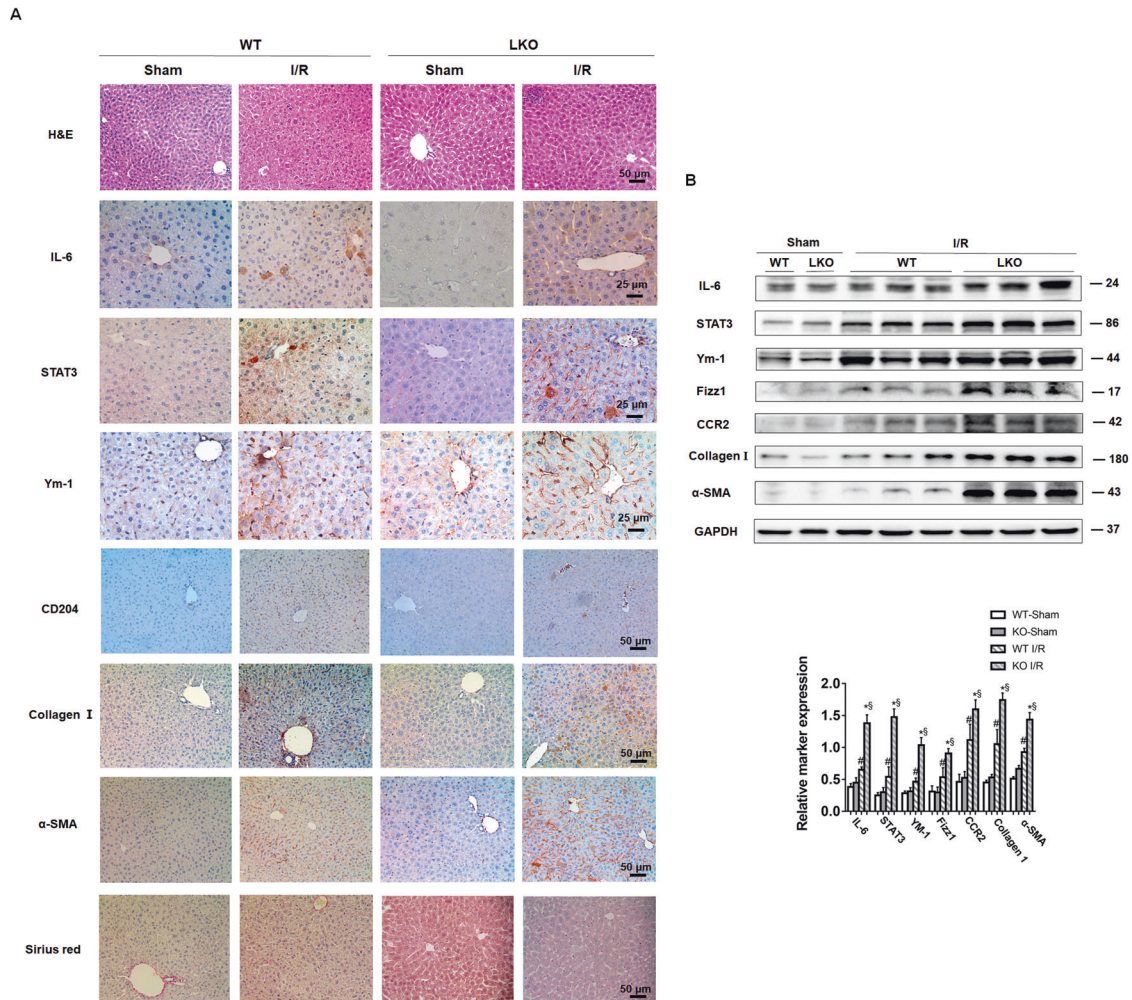 A
WT LKO
Sham I/R Sham I/R
H&E
50 μm
IL-6
25 μm
STAT3
25 μm
Ym-1
25 μm
CD204
50 μm
Collagen I
50 μm
α-SMA
50 μm
Sirius red
50 μm
B
Sham I/R
WT LKO WT LKO
IL-6 24
STAT3 86
Ym-1 44
Fizz1 17
CCR2 42
Collagen I 180
α-SMA 43
GAPDH 37
WT-Sham
KO-Sham
WT I/R
KO I/R
Relative marker expression
2.0
1.5
1.0
0.5
0.0
# *§ # *§ # *§ # *§ # *§ # *§ # *§
IL-6 STAT3 YM-1 Fizz1 CCR2 Collagen 1 α-SMA